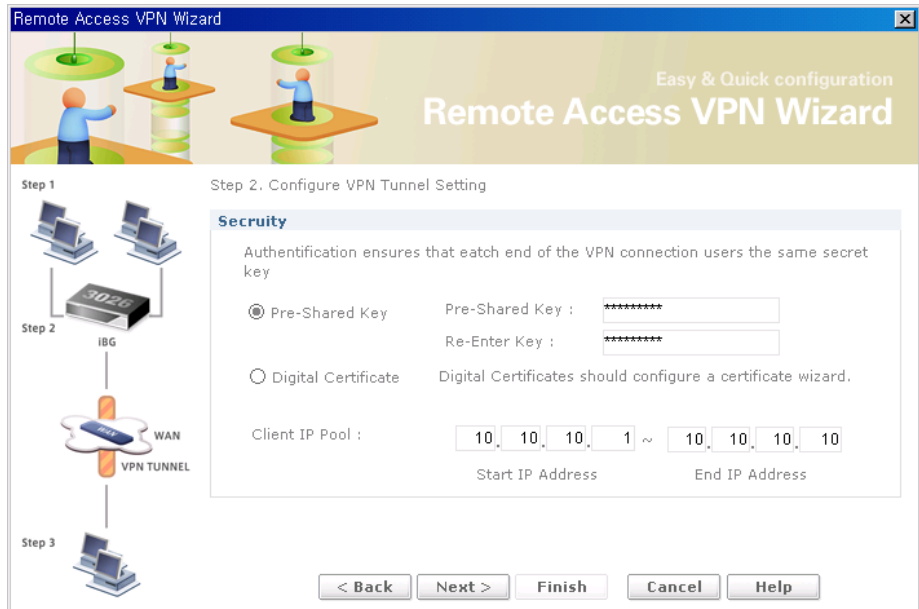 Remote Access VPN Wizard
Easy & Quick configuration
Remote Access VPN Wizard
Step 1
3026
Step 2
iBG
WAN
WAN
VPN TUNNEL
Step 3
Step 2. Configure VPN Tunnel Setting
Secruity
Authentification ensures that eatch end of the VPN connection users the same secret
key
Pre-Shared Key
Pre-Shared Key :
*********
Re-Enter Key :
*********
Digital Certificate
Digital Certificates should configure a certificate wizard.
Client IP Pool :
10. 10. 10. 1 ~ 10. 10. 10. 10
Start IP Address
End IP Address
< Back
Next >
Finish
Cancel
Help